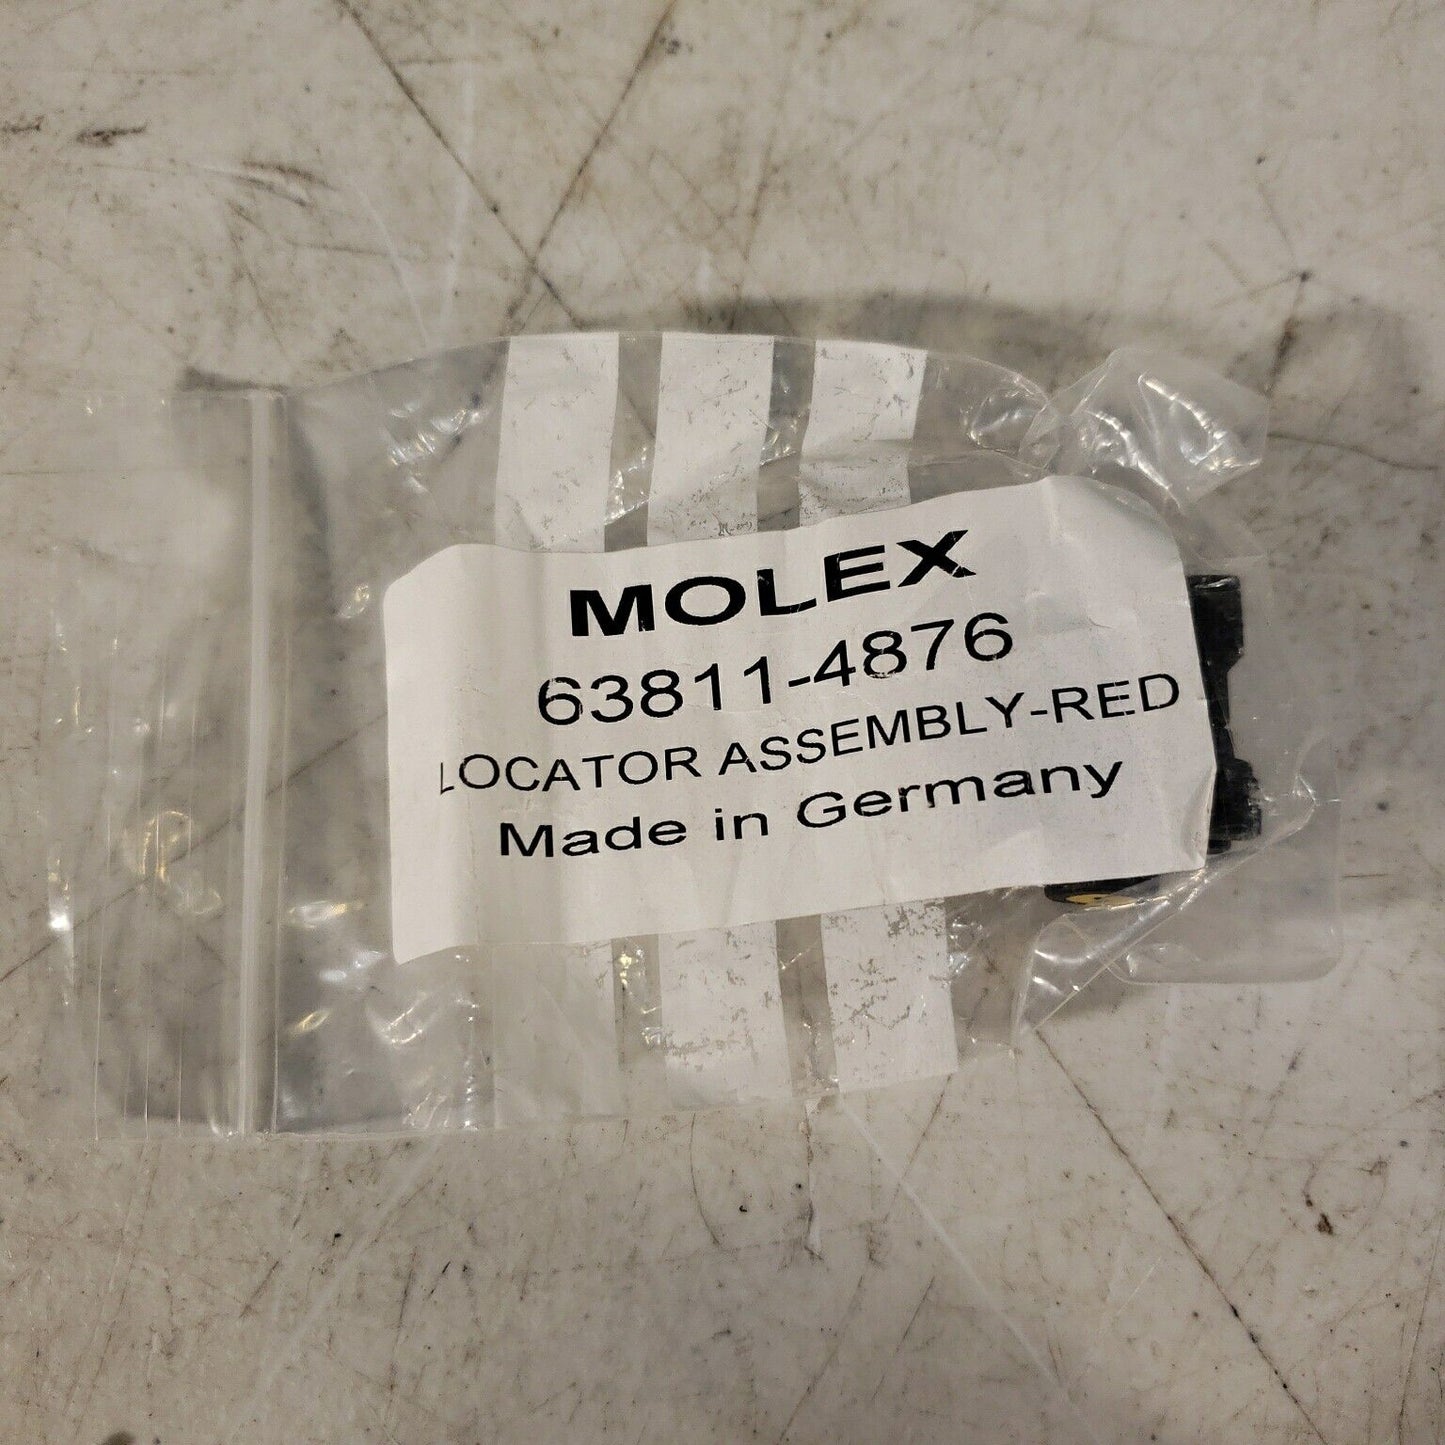 MOLEX
63811-4876
LOCATOR ASSEMBLY-RED
Made in Germany